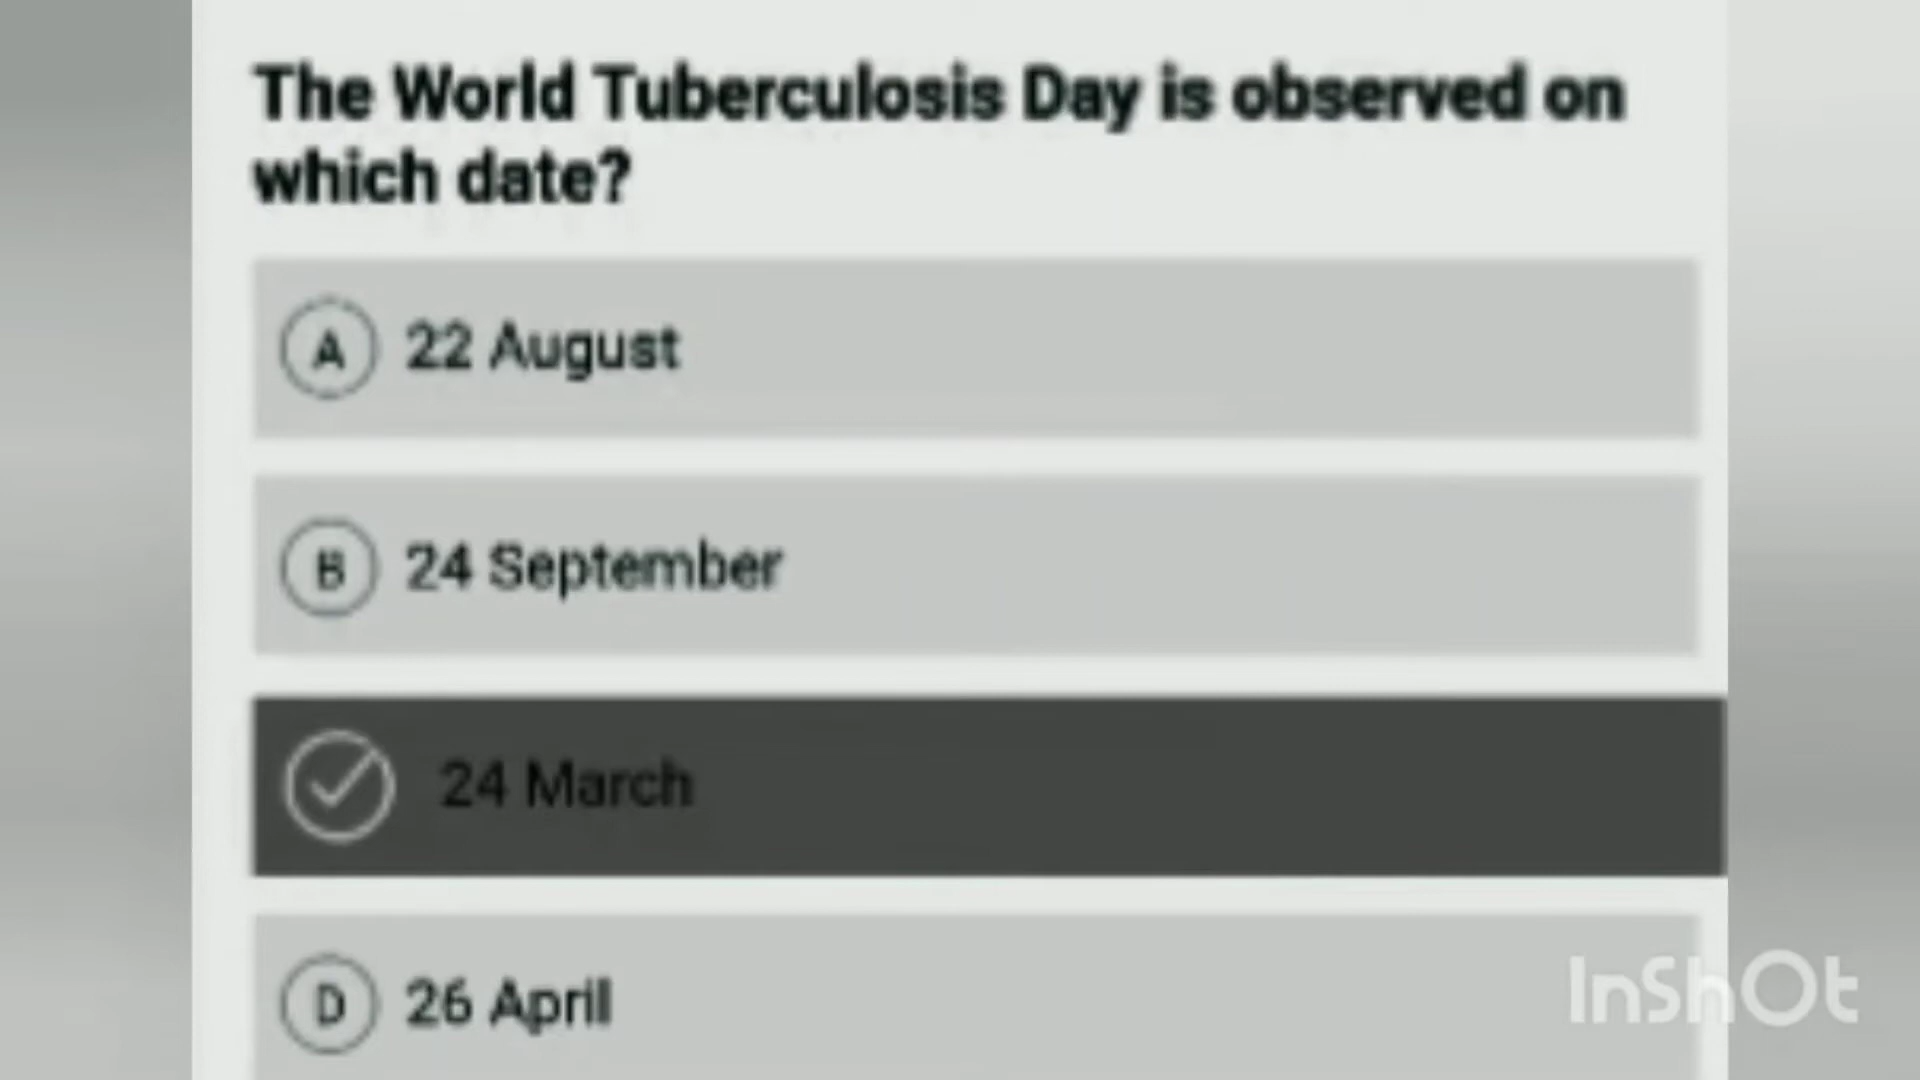 The World Tuberculosis Day is observed on
which date?
A 22 August
B 24 September
24 March
D 26 April
InShOt